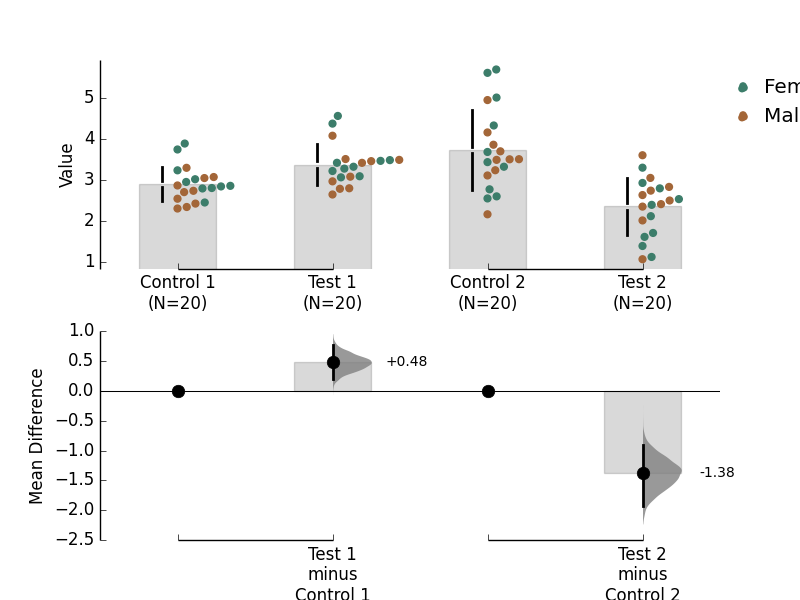 Fem
Mal
Value
5
4
3
2
1
Control 1
(N=20)
Test 1
(N=20)
Control 2
(N=20)
Test 2
(N=20)
Mean Difference
1.0
0.5
0.0
−0.5
−1.0
−1.5
−2.0
−2.5
+0.48
-1.38
Test 1
minus
Control 1
Test 2
minus
Control 2